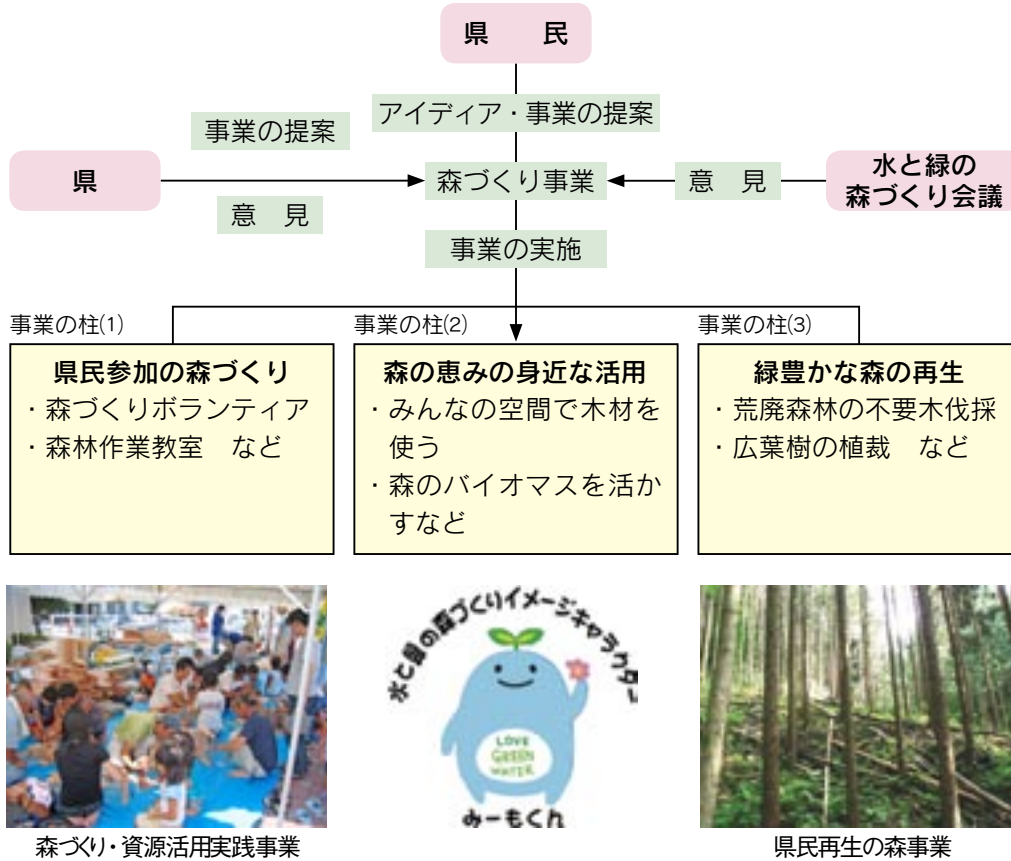 県　　民
アイディア・事業の提案
事業の提案
県
森づくり事業
意　見
水と緑の
森づくり会議
意　見
事業の実施
事業の柱⑴
事業の柱⑵
事業の柱⑶
県民参加の森づくり
・森づくりボランティア
・森林作業教室　など
森の恵みの身近な活用
・みんなの空間で木材を
使う
・森のバイオマスを活か
すなど
緑豊かな森の再生
・荒廃森林の不要木伐採
・広葉樹の植裁　など
水と緑の森づくりイメージキャラクター
LOVE
GREEN
WATER
みーもくん
森づくり・資源活用実践事業
県民再生の森事業